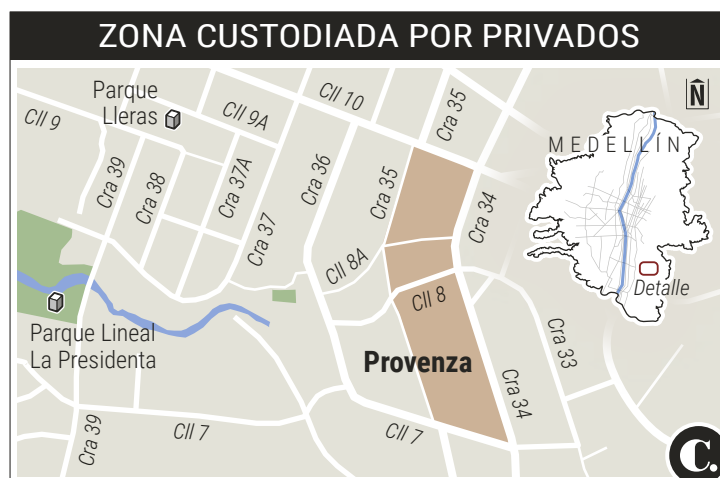 ZONA CUSTODIADA POR PRIVADOS
Parque
Lleras
Cll 9
Cll 9A
Cll 10
Cra 35
N
MEDELLÍN
Detalle
Cra 39
Cra 38
Cra 37A
Cra 37
Cra 36
Cra 35
Cra 34
Cll 8A
Cll 8
Parque Lineal
La Presidenta
Provenza
Cra 33
Cra 34
Cra 39
Cll 7
Cll 7
C.